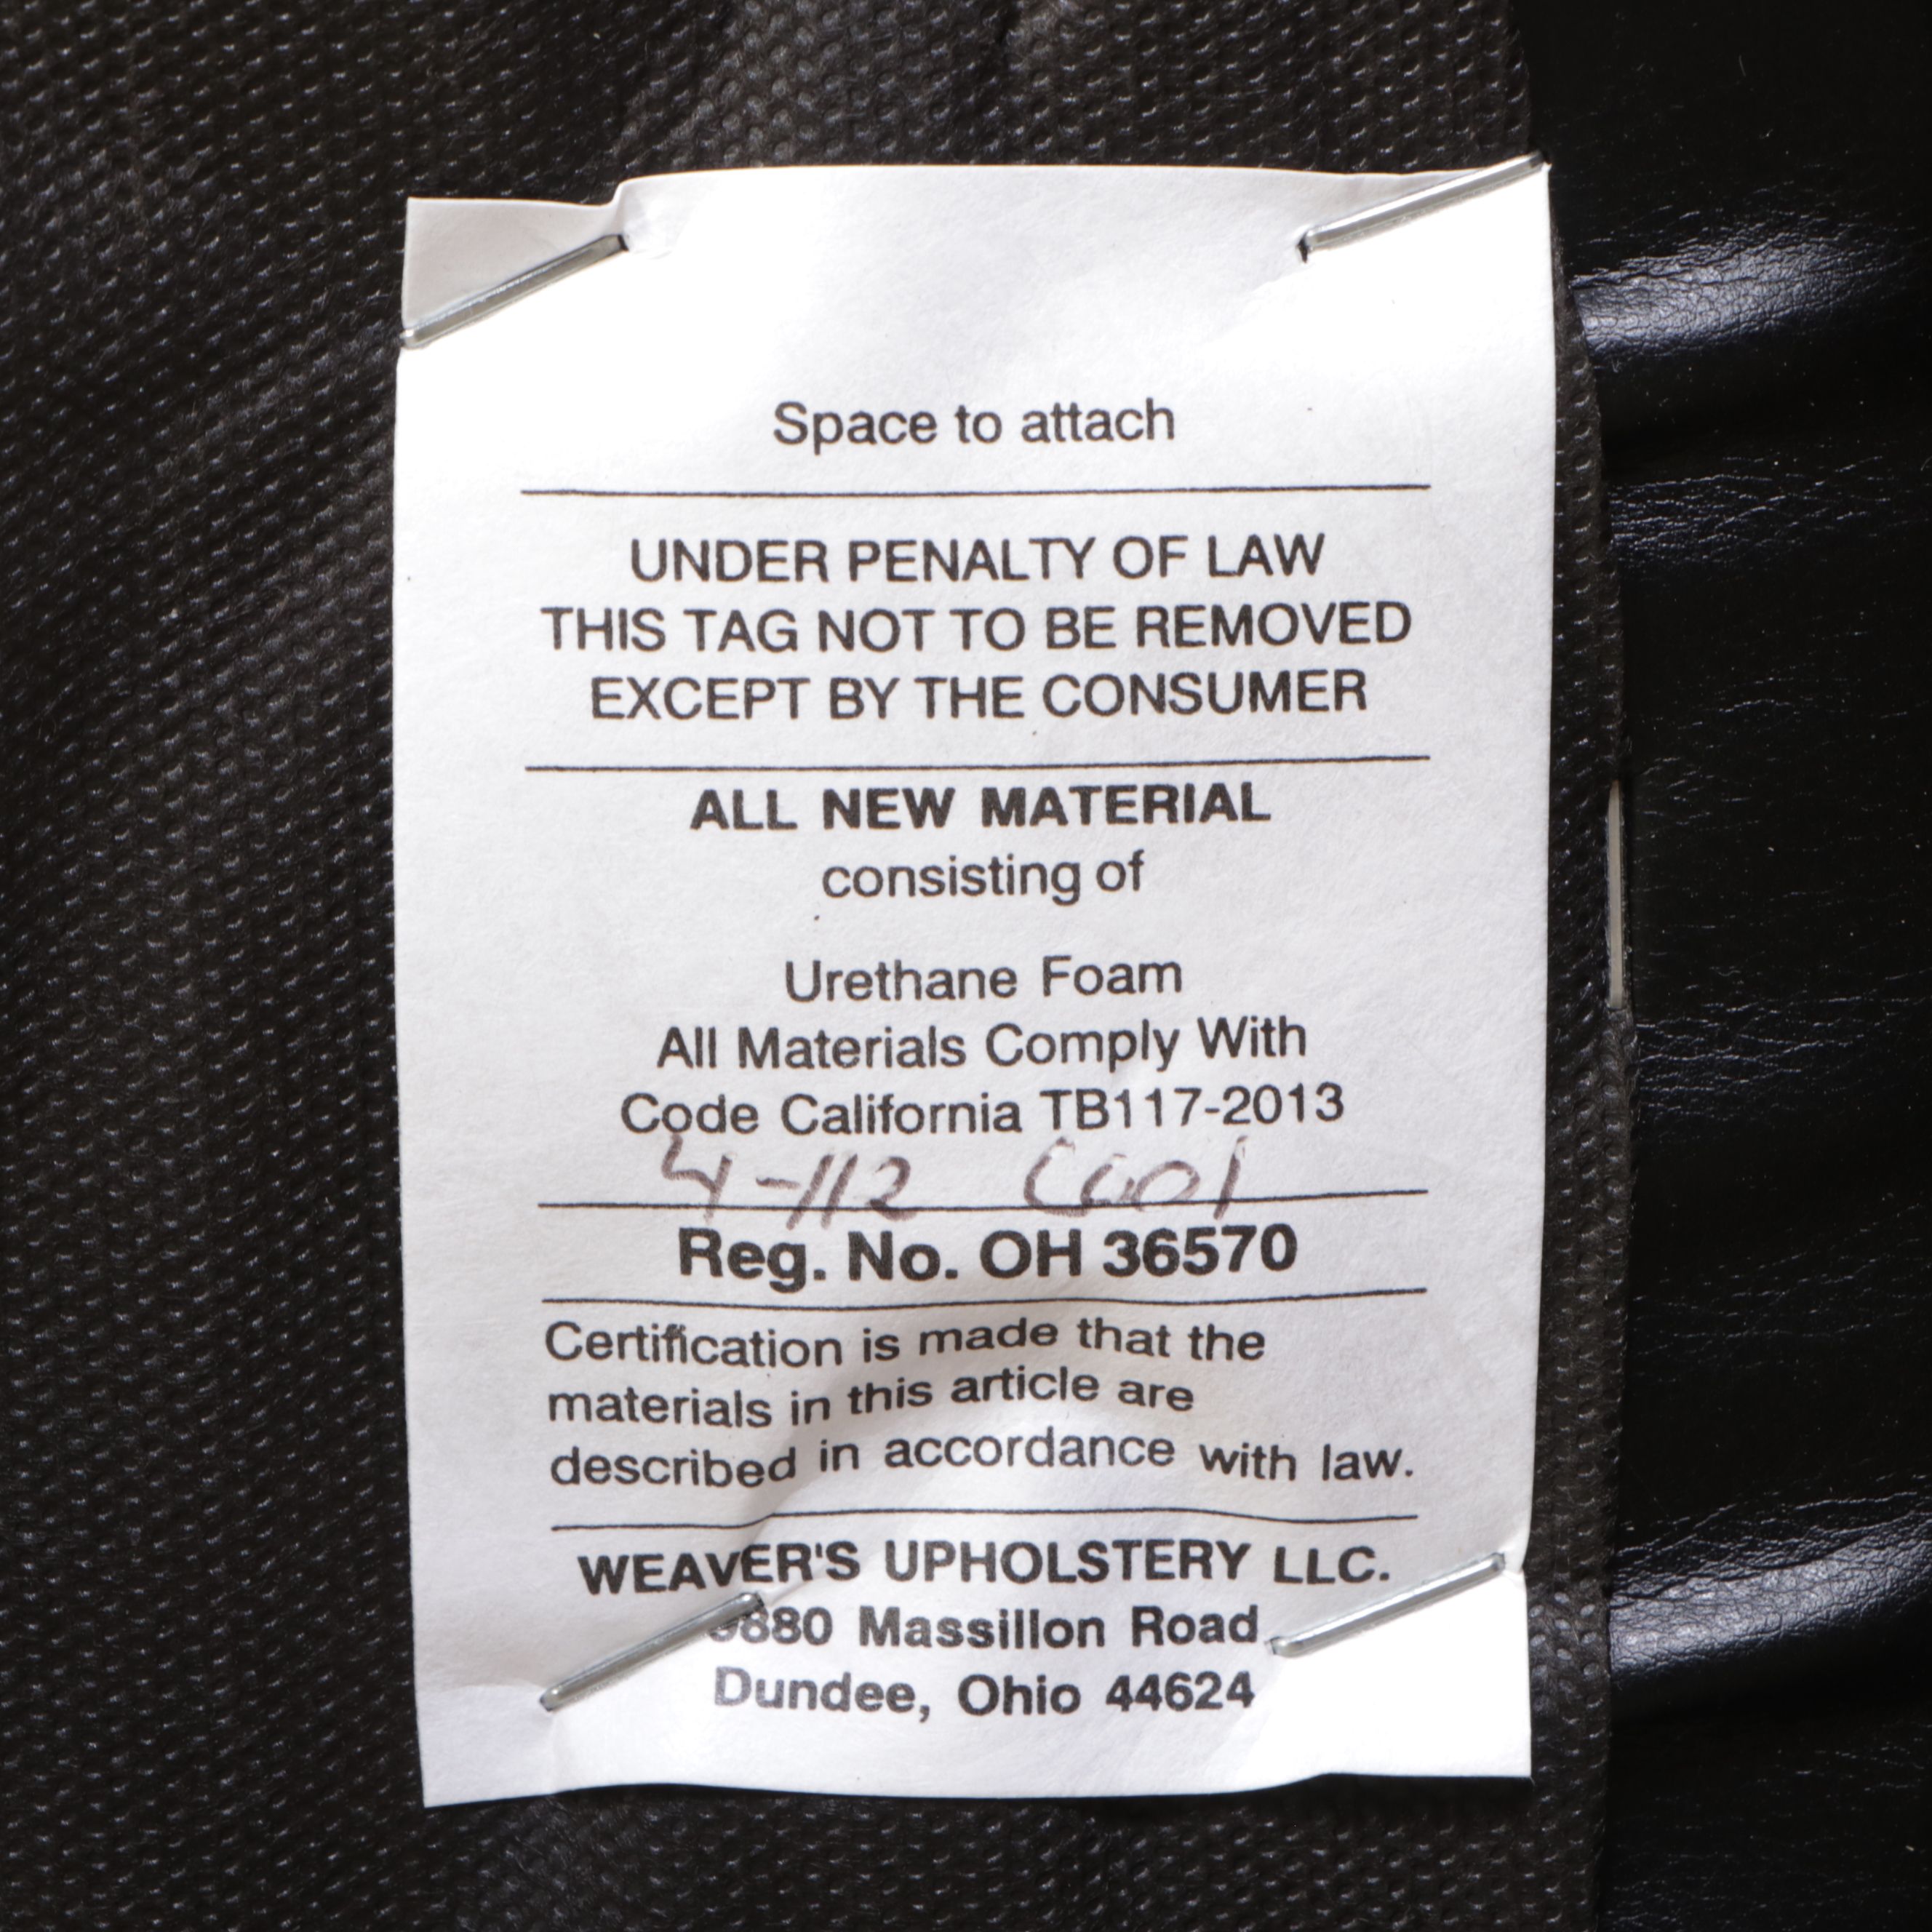 Space to attach
UNDER PENALTY OF LAW
THIS TAG NOT TO BE REMOVED
EXCEPT BY THE CONSUMER
ALL NEW MATERIAL
consisting of
Urethane Foam
All Materials Comply With
Code California TB117-2013
4-112
Reg. No. OH 36570
Certification is made that the
materials in this article are
described in accordance with law.
WEAVER'S UPHOLSTERY LLC.
Massillon Road
Dundee, Ohio 44624